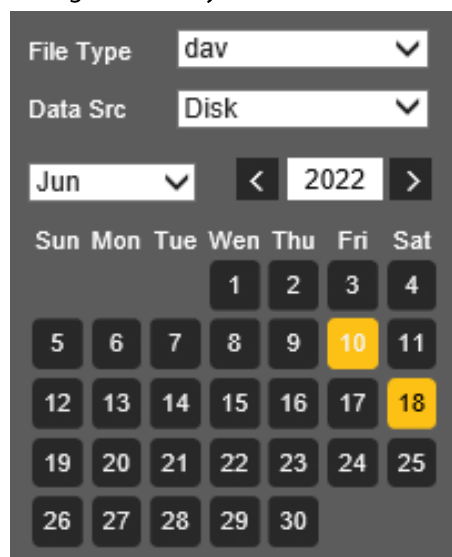 File Type dav
Data Src Disk
Jun < 2022 >
Sun Mon Tue Wen Thu Fri Sat
1 2 3 4
5 6 7 8 9 10 11
12 13 14 15 16 17 18
19 20 21 22 23 24 25
26 27 28 29 30